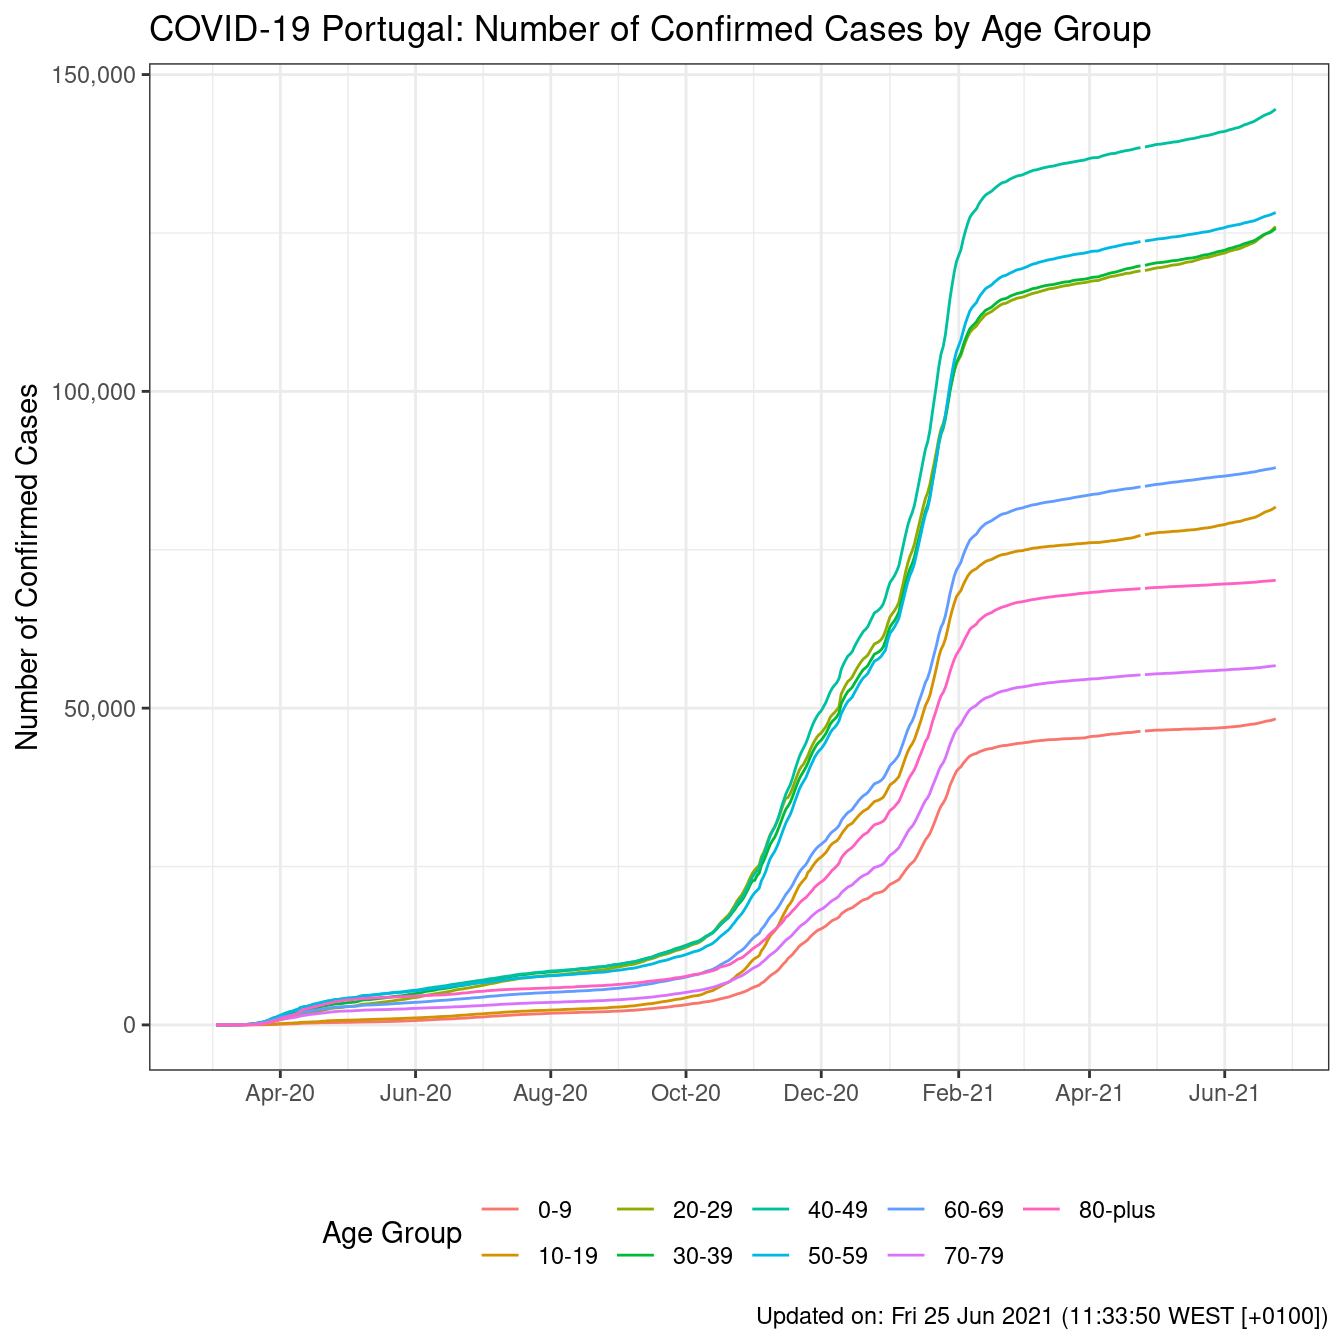 COVID-19 Portugal: Number of Confirmed Cases by Age Group
Number of Confirmed Cases
150,000
100,000
50,000
0
Apr-20 Jun-20 Aug-20 Oct-20 Dec-20 Feb-21 Apr-21 Jun-21
Age Group
0-9 20-29 40-49 60-69 80-plus
10-19 30-39 50-59 70-79
Updated on: Fri 25 Jun 2021 (11:33:50 WEST [+0100])